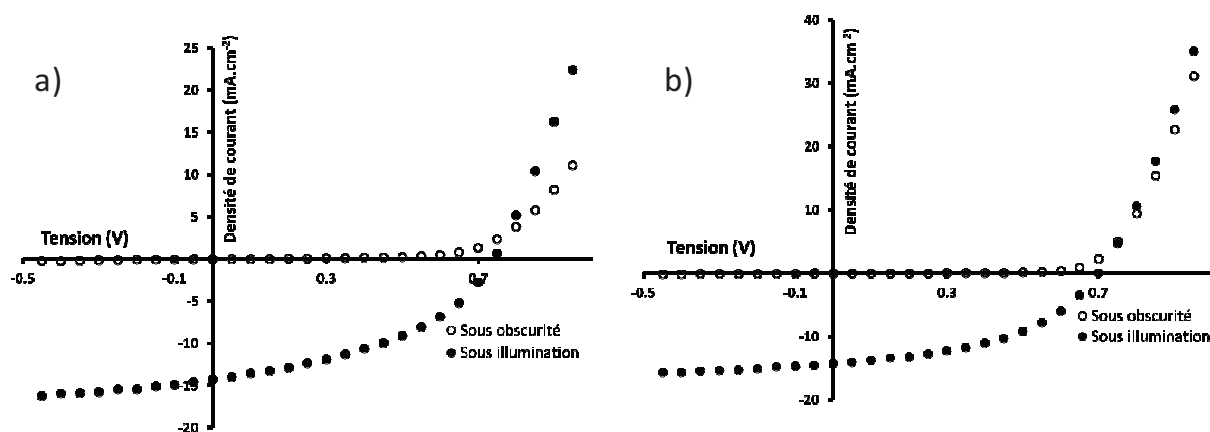 a)
Densité de courant (mA.cm-2)
25
20
15
10
5
-5
-10
-15
-20
Tension (V)
-0.5
-0.1
0.3
0.7
Sous obscurité
Sous illumination
b)
Densité de courant (mA.cm 2)
40
30
20
10
-10
-20
Tension (V)
-0.5
-0.1
0.3
0.7
Sous obscurité
Sous illumination